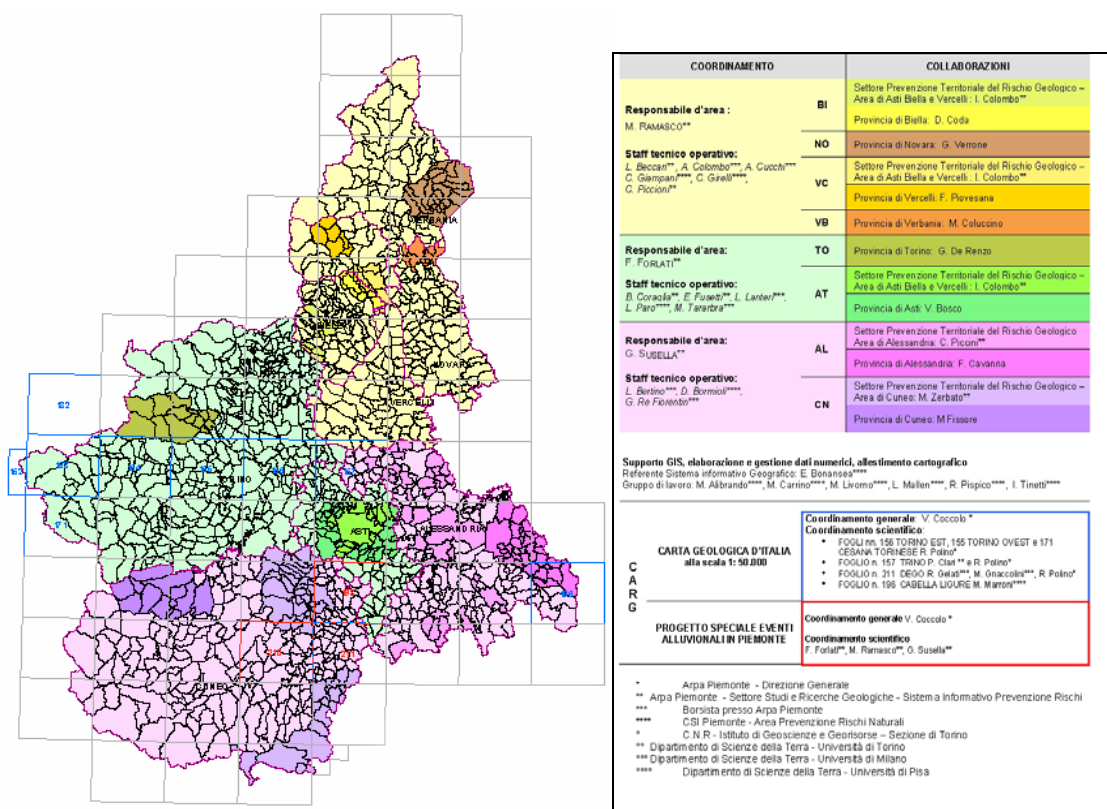 VERBANIA
NOVARA
VERCELLI
TORINO
ASTI
ALESSANDRIA
CUNEO
132
152
171
211
COORDINAMENTO
COLLABORAZIONI
Responsabile d'area :
M. RAMASCO**
Staff tecnico operativo:
L. Beccari**, A. Colombo***, A. Cucchi***
C. Giampani****, C. Girelli****,
G. Piccioni**
BI
Settore Prevenzione Territoriale del Rischio Geologico –
Area di Asti Biella e Vercelli : I. Colombo**
Provincia di Biella: D. Coda
NO
Provincia di Novara: G. Verrone
VC
Settore Prevenzione Territoriale del Rischio Geologico –
Area di Asti Biella e Vercelli: I. Colombo**
Provincia di Vercelli: F. Piovesana
VB
Provincia di Verbania: M. Coluccino
Responsabile d'area:
F. FORLATI**
Staff tecnico operativo:
B. Coraglia**, E. Fusetti**, L. Lanteri***,
L. Paro****, M. Tararbra***
TO
Provincia di Torino: G. De Renzo
AT
Settore Prevenzione Territoriale del Rischio Geologico –
Area di Asti Biella e Vercelli : I. Colombo**
Provincia di Asti: V. Bosco
Responsabile d'area:
G. SUSELLA**
Staff tecnico operativo:
L. Bertino***, D. Bormioli****,
G. Re Fiorentin***
AL
Settore Prevenzione Territoriale del Rischio Geologico
Area di Alessandria: C. Piccini**
Provincia di Alessandria: F. Cavanna
CN
Settore Prevenzione Territoriale del Rischio Geologico –
Area di Cuneo: M. Zerbato**
Provincia di Cuneo: M Fissore
Supporto GIS, elaborazione e gestione dati numerici, allestimento cartografico
Referente Sistema informativo Geografico: E. Bonansea****
Gruppo di lavoro: M. Alibrando****, M. Carrino****, M. Livorno****, L. Mallen****, R. Pispico****, I. Tinetti****
CARG
CARTA GEOLOGICA D'ITALIA
alla scala 1: 50.000
Coordinamento generale: V. Coccolo *
Coordinamento scientifico:
• FOGLI nn. 156 TORINO EST, 155 TORINO OVEST e 171
CESANA TORINESE R. Polino*
• FOGLIO n. 157 TRINO P. Clari ** e R. Polino*
• FOGLIO n. 211 DEGO R. Gelati***, M. Gnaccolini***, R. Polino*
• FOGLIO n. 196 CABELLA LIGURE M. Marroni****
PROGETTO SPECIALE EVENTI
ALLUVIONALI IN PIEMONTE
Coordinamento generale V. Coccolo *
Coordinamento scientifico
F. Forlati**, M. Ramasco**, G. Susella**
* Arpa Piemonte - Direzione Generale
** Arpa Piemonte - Settore Studi e Ricerche Geologiche - Sistema Informativo Prevenzione Rischi
*** Borsista presso Arpa Piemonte
**** CSI Piemonte - Area Prevenzione Rischi Naturali
* C.N.R - Istituto di Geoscienze e Georisorse – Sezione di Torino
** Dipartimento di Scienze della Terra - Università di Torino
*** Dipartimento di Scienze della Terra - Università di Milano
**** Dipartimento di Scienze della Terra - Università di Pisa